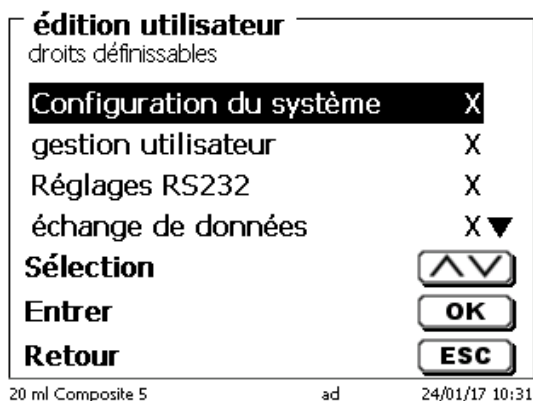 édition utilisateur
droits définissables
Configuration du système X
gestion utilisateur X
Réglages RS232 X
échange de données X▼
Sélection
Entrer OK
Retour ESC
20 ml Composite 5 ad 24/01/17 10:31